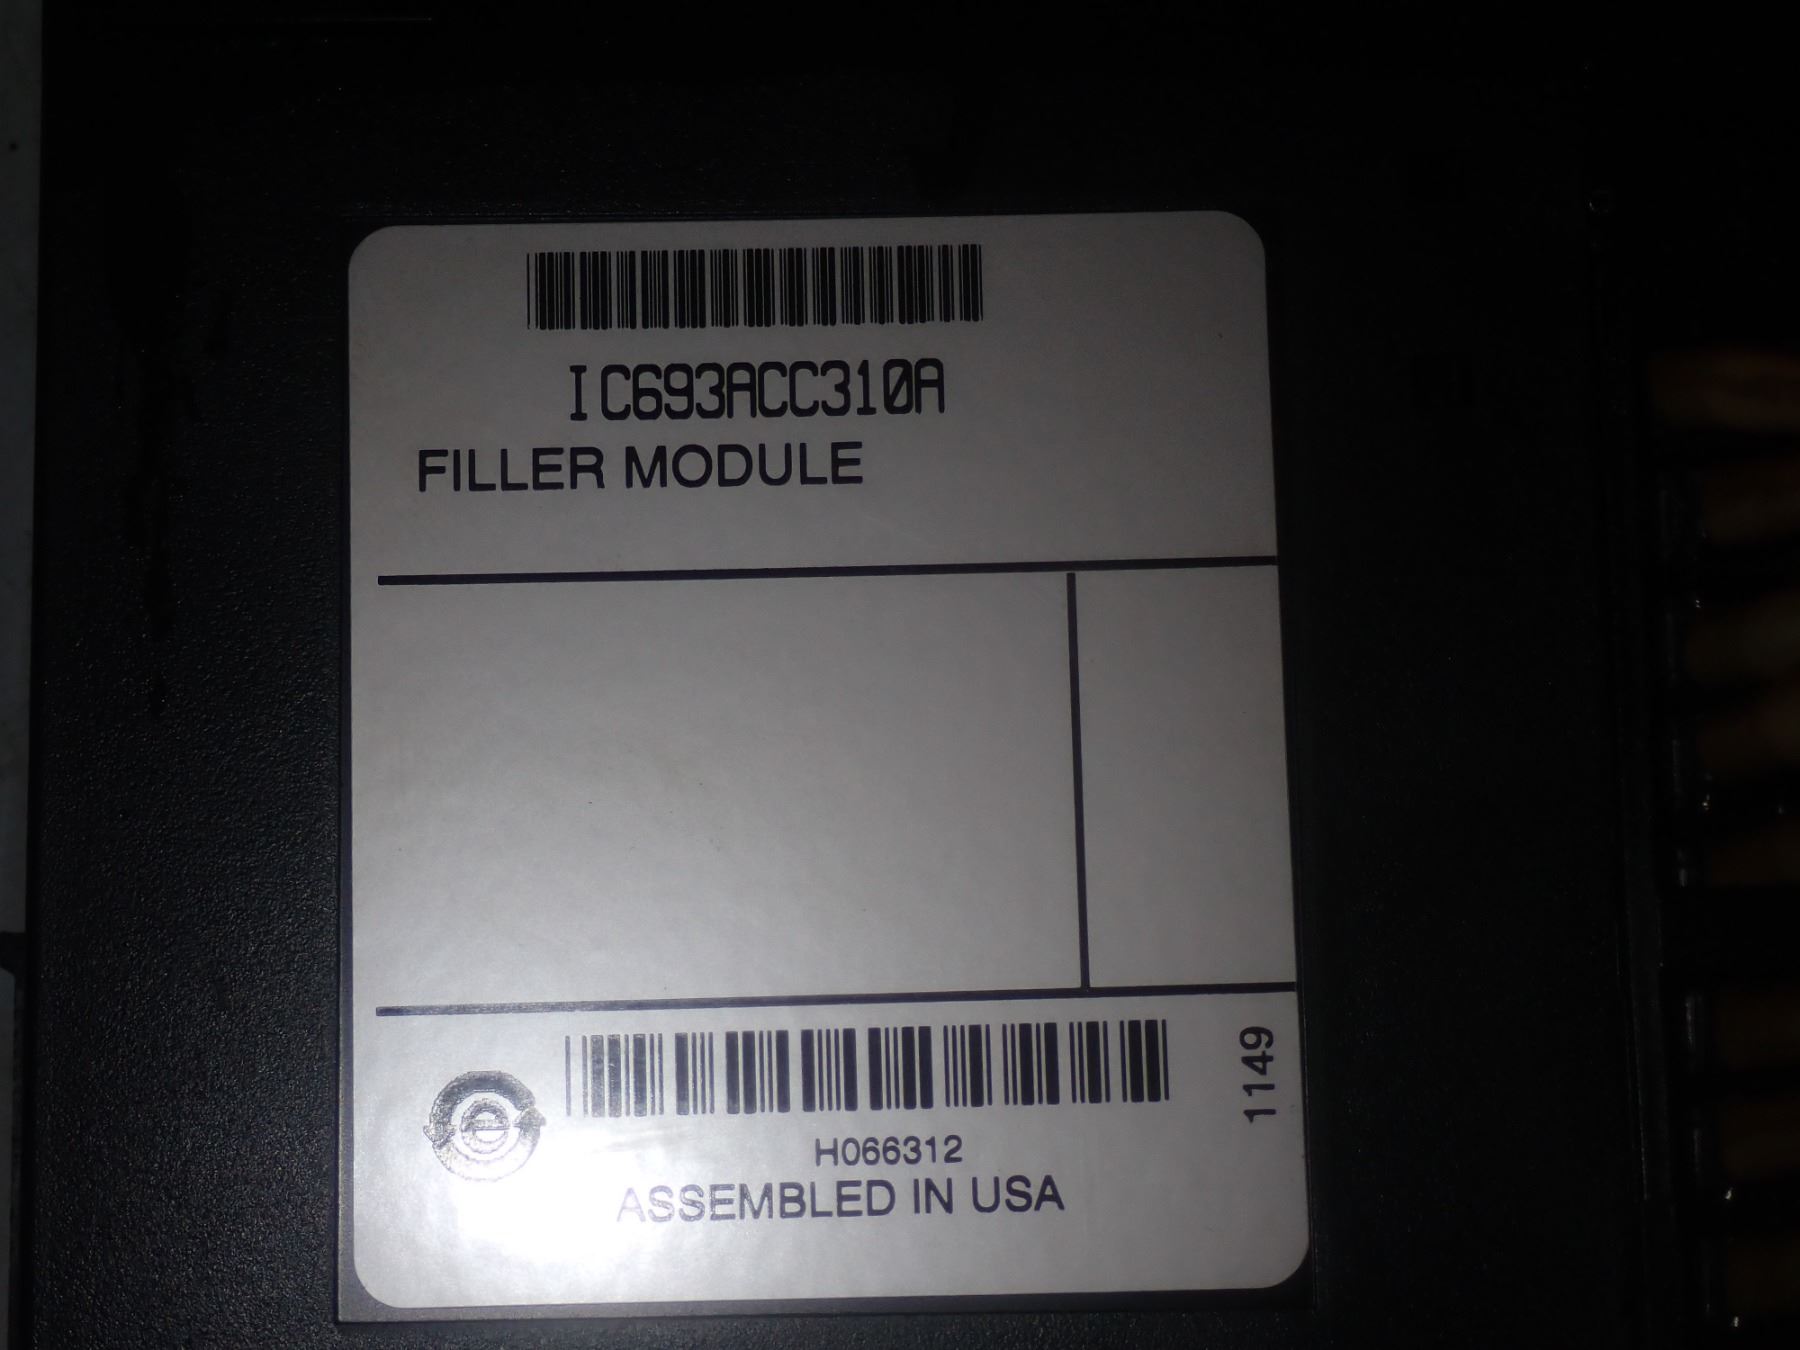 IC693ACC310A
FILLER MODULE
e
H066312
ASSEMBLED IN USA
1149